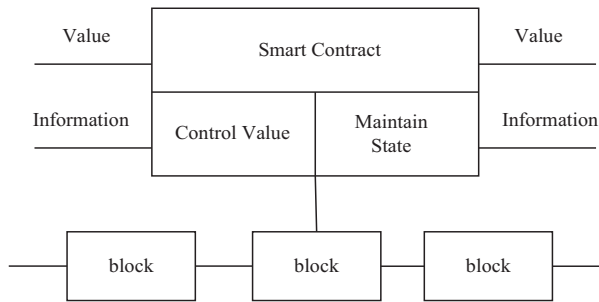 Value
Smart Contract
Value
Information
Control Value
Maintain
State
Information
block
block
block